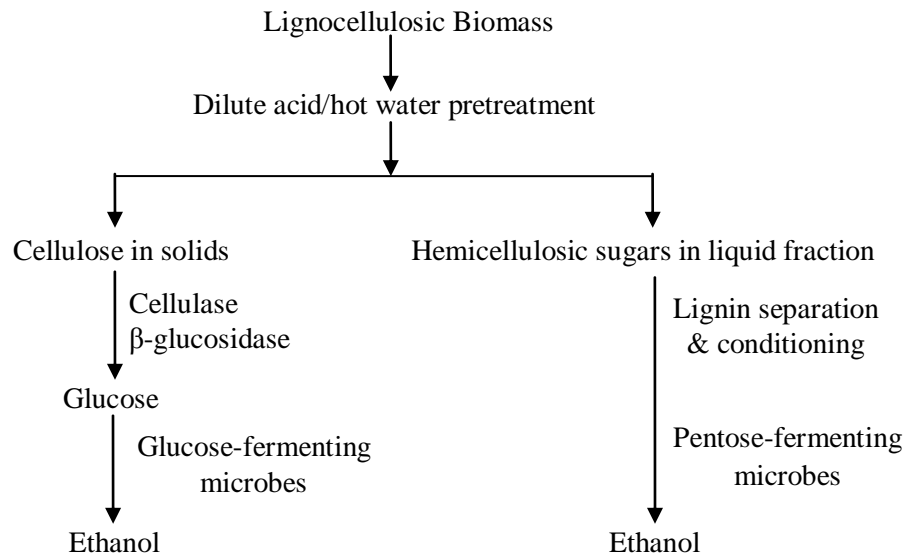 Lignocellulosic Biomass
Dilute acid/hot water pretreatment
Cellulose in solids
Cellulase
β-glucosidase
Glucose
Glucose-fermenting
microbes
Ethanol
Hemicellulosic sugars in liquid fraction
Lignin separation
& conditioning
Pentose-fermenting
microbes
Ethanol